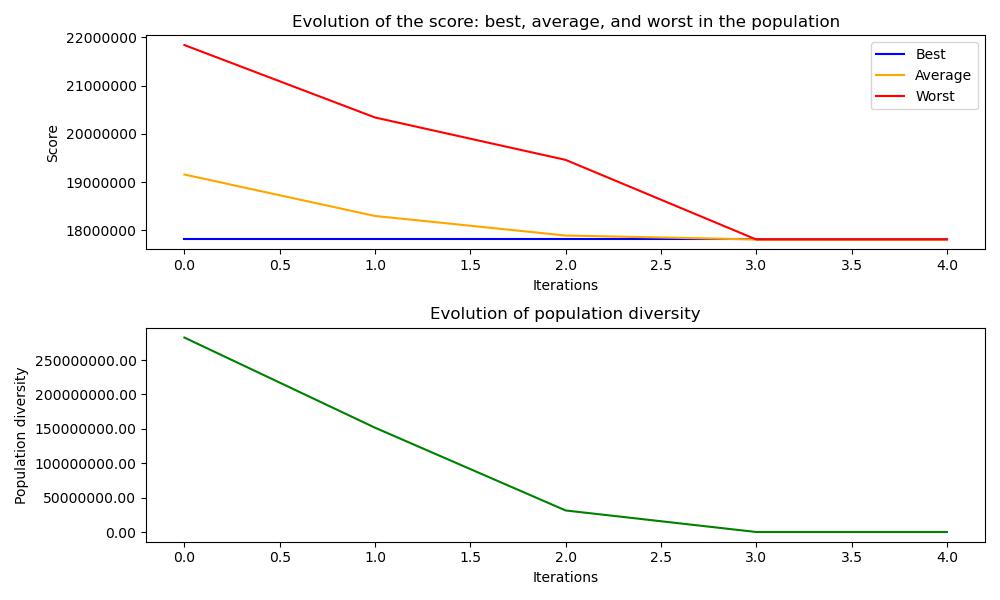 Evolution of the score: best, average, and worst in the population
22000000
21000000
20000000
19000000
18000000
Score
Best
Average
Worst
0.0 0.5 1.0 1.5 2.0 2.5 3.0 3.5 4.0
Iterations
Evolution of population diversity
250000000.00
200000000.00
150000000.00
100000000.00
50000000.00
0.00
Population diversity
0.0 0.5 1.0 1.5 2.0 2.5 3.0 3.5 4.0
Iterations